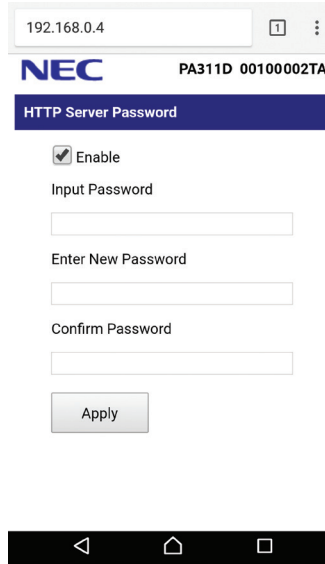 192.168.0.4
1
NEC
PA311D 00100002TA
HTTP Server Password
Enable
Input Password
Enter New Password
Confirm Password
Apply